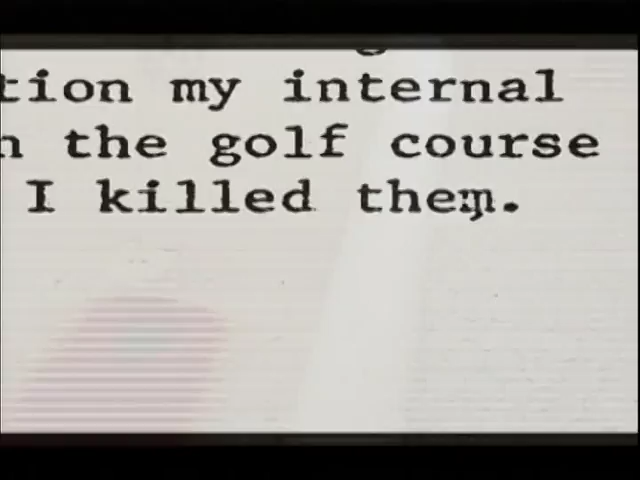 tion my internal
n the golf course
I killed them.